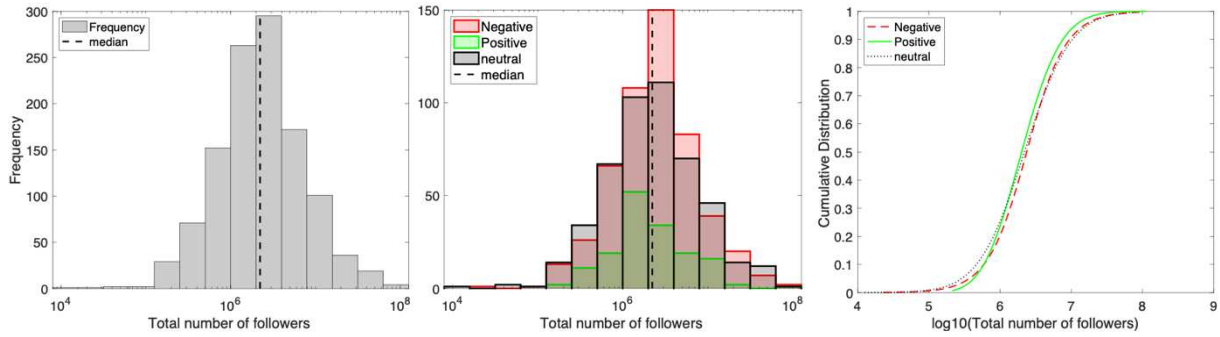 300
250
200
150
100
50
0
Frequency
Frequency
median
10^4
10^6
10^8
Total number of followers
150
100
50
0
Frequency
Negative
Positive
neutral
median
10^4
10^6
10^8
Total number of followers
1
0.9
0.8
0.7
0.6
0.5
0.4
0.3
0.2
0.1
0
Cumulative Distribution
Negative
Positive
neutral
4
5
6
7
8
9
log10(Total number of followers)